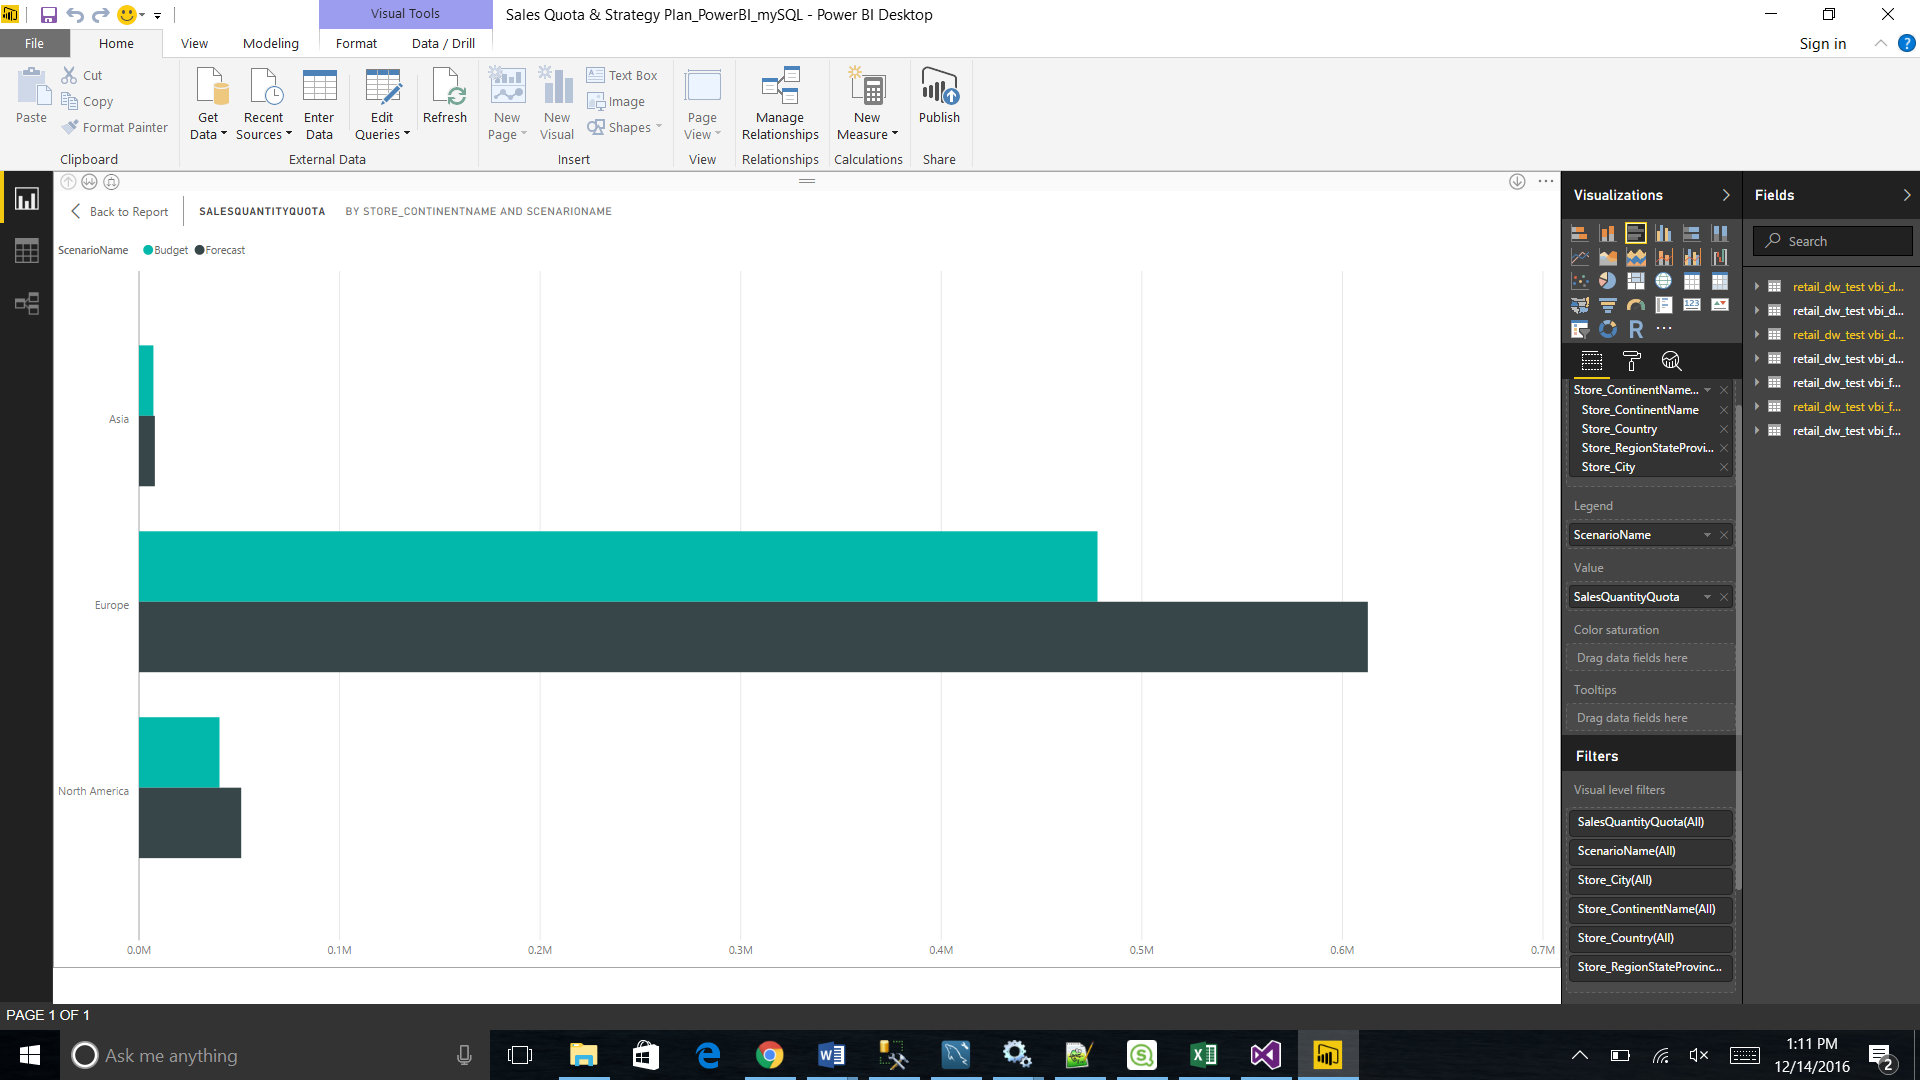 Visual Tools
Sales Quota & Strategy Plan_PowerBI_mySQL - Power BI Desktop
File
Home
View
Modeling
Format
Data / Drill
Sign in
?
Paste
Cut
Copy
Format Painter
Clipboard
Get Data
Recent Sources
Enter Data
Edit Queries
Refresh
External Data
New Page
New Visual
Text Box
Image
Shapes
Insert
Page View
View
Manage Relationships
Relationships
New Measure
Calculations
Publish
Share
Back to Report
SALESQUANTITYQUOTA
BY STORE_CONTINENTNAME AND SCENARIONAME
ScenarioName
Budget
Forecast
Asia
Europe
North America
0.0M
0.1M
0.2M
0.3M
0.4M
0.5M
0.6M
0.7M
Visualizations
123
R
Store_ContinentName...
Store_ContinentName
Store_Country
Store_RegionStateProvi...
Store_City
Legend
ScenarioName
Value
SalesQuantityQuota
Color saturation
Drag data fields here
Tooltips
Drag data fields here
Filters
Visual level filters
SalesQuantityQuota(All)
ScenarioName(All)
Store_City(All)
Store_ContinentName(All)
Store_Country(All)
Store_RegionStateProvinc...
Fields
Search
retail_dw_test vbi_d...
retail_dw_test vbi_d...
retail_dw_test vbi_d...
retail_dw_test vbi_d...
retail_dw_test vbi_f...
retail_dw_test vbi_f...
retail_dw_test vbi_f...
PAGE 1 OF 1
Ask me anything
1:11 PM
12/14/2016
2